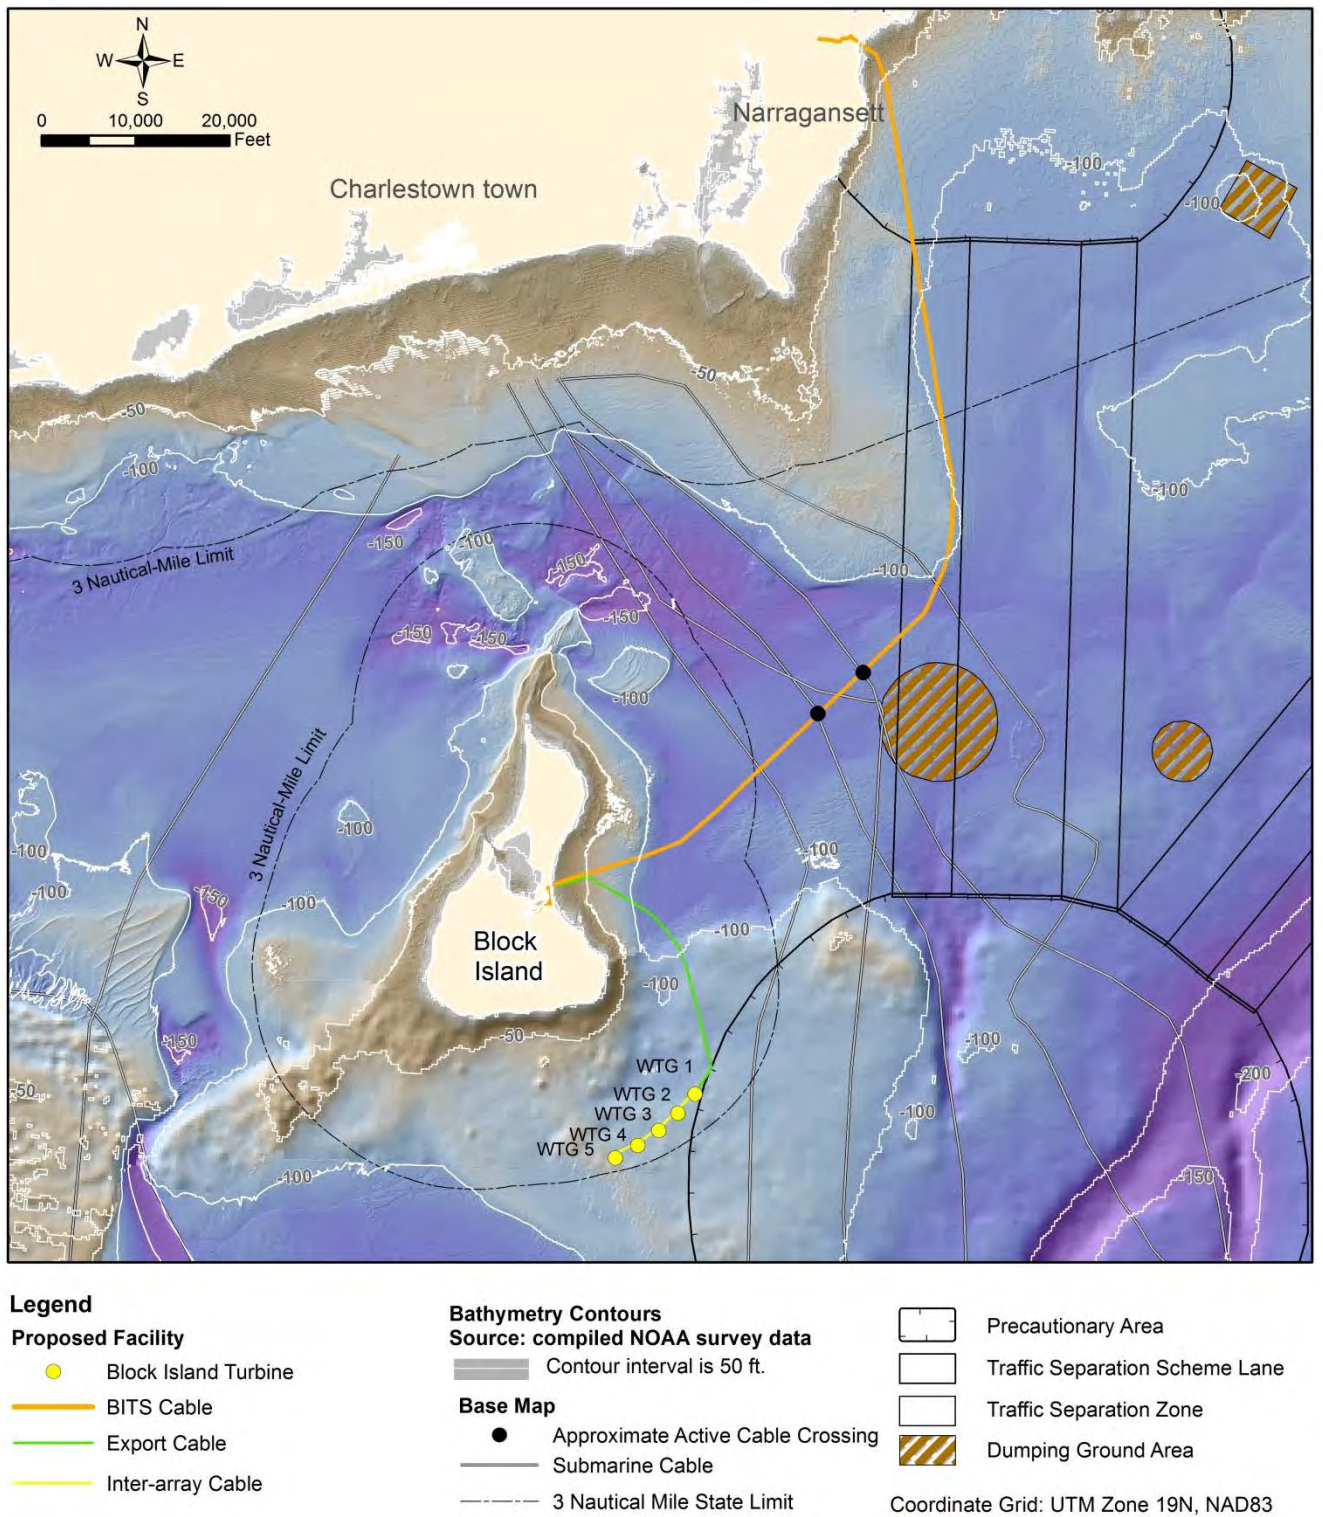 N
W E
S
0 10,000 20,000
Feet
Narragansett
Charlestown town
-100
-100
-50
-50
-100
-100
3 Nautical-Mile Limit
-150
-100
-150
-150
-150
-150
-100
-100
3 Nautical-Mile Limit
-100
-100
-100
-100
-150
-100
-100
Block
Island
-100
-50
-150
-100
-50
WTG 1
WTG 2
WTG 3
WTG 4
WTG 5
-200
-100
-150
-100
Legend
Proposed Facility
Block Island Turbine
BITS Cable
Export Cable
Inter-array Cable
Bathymetry Contours
Source: compiled NOAA survey data
Contour interval is 50 ft.
Base Map
Approximate Active Cable Crossing
Submarine Cable
3 Nautical Mile State Limit
Precautionary Area
Traffic Separation Scheme Lane
Traffic Separation Zone
Dumping Ground Area
Coordinate Grid: UTM Zone 19N, NAD83